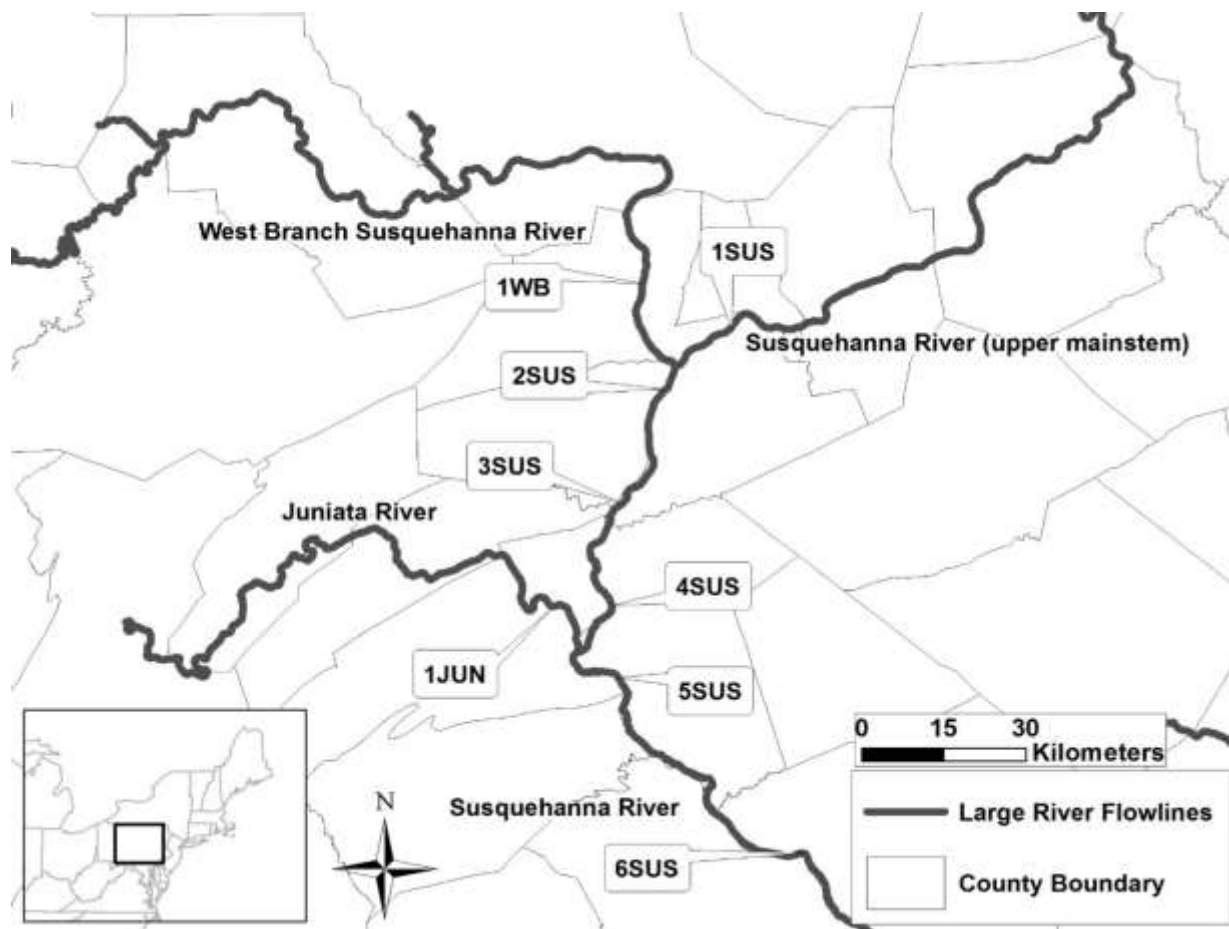 West Branch Susquehanna River
1SUS
1WB
Susquehanna River (upper mainstem)
2SUS
3SUS
Juniata River
4SUS
1JUN
5SUS
0 15 30
Kilometers
N
Susquehanna River
Large River Flowlines
6SUS
County Boundary